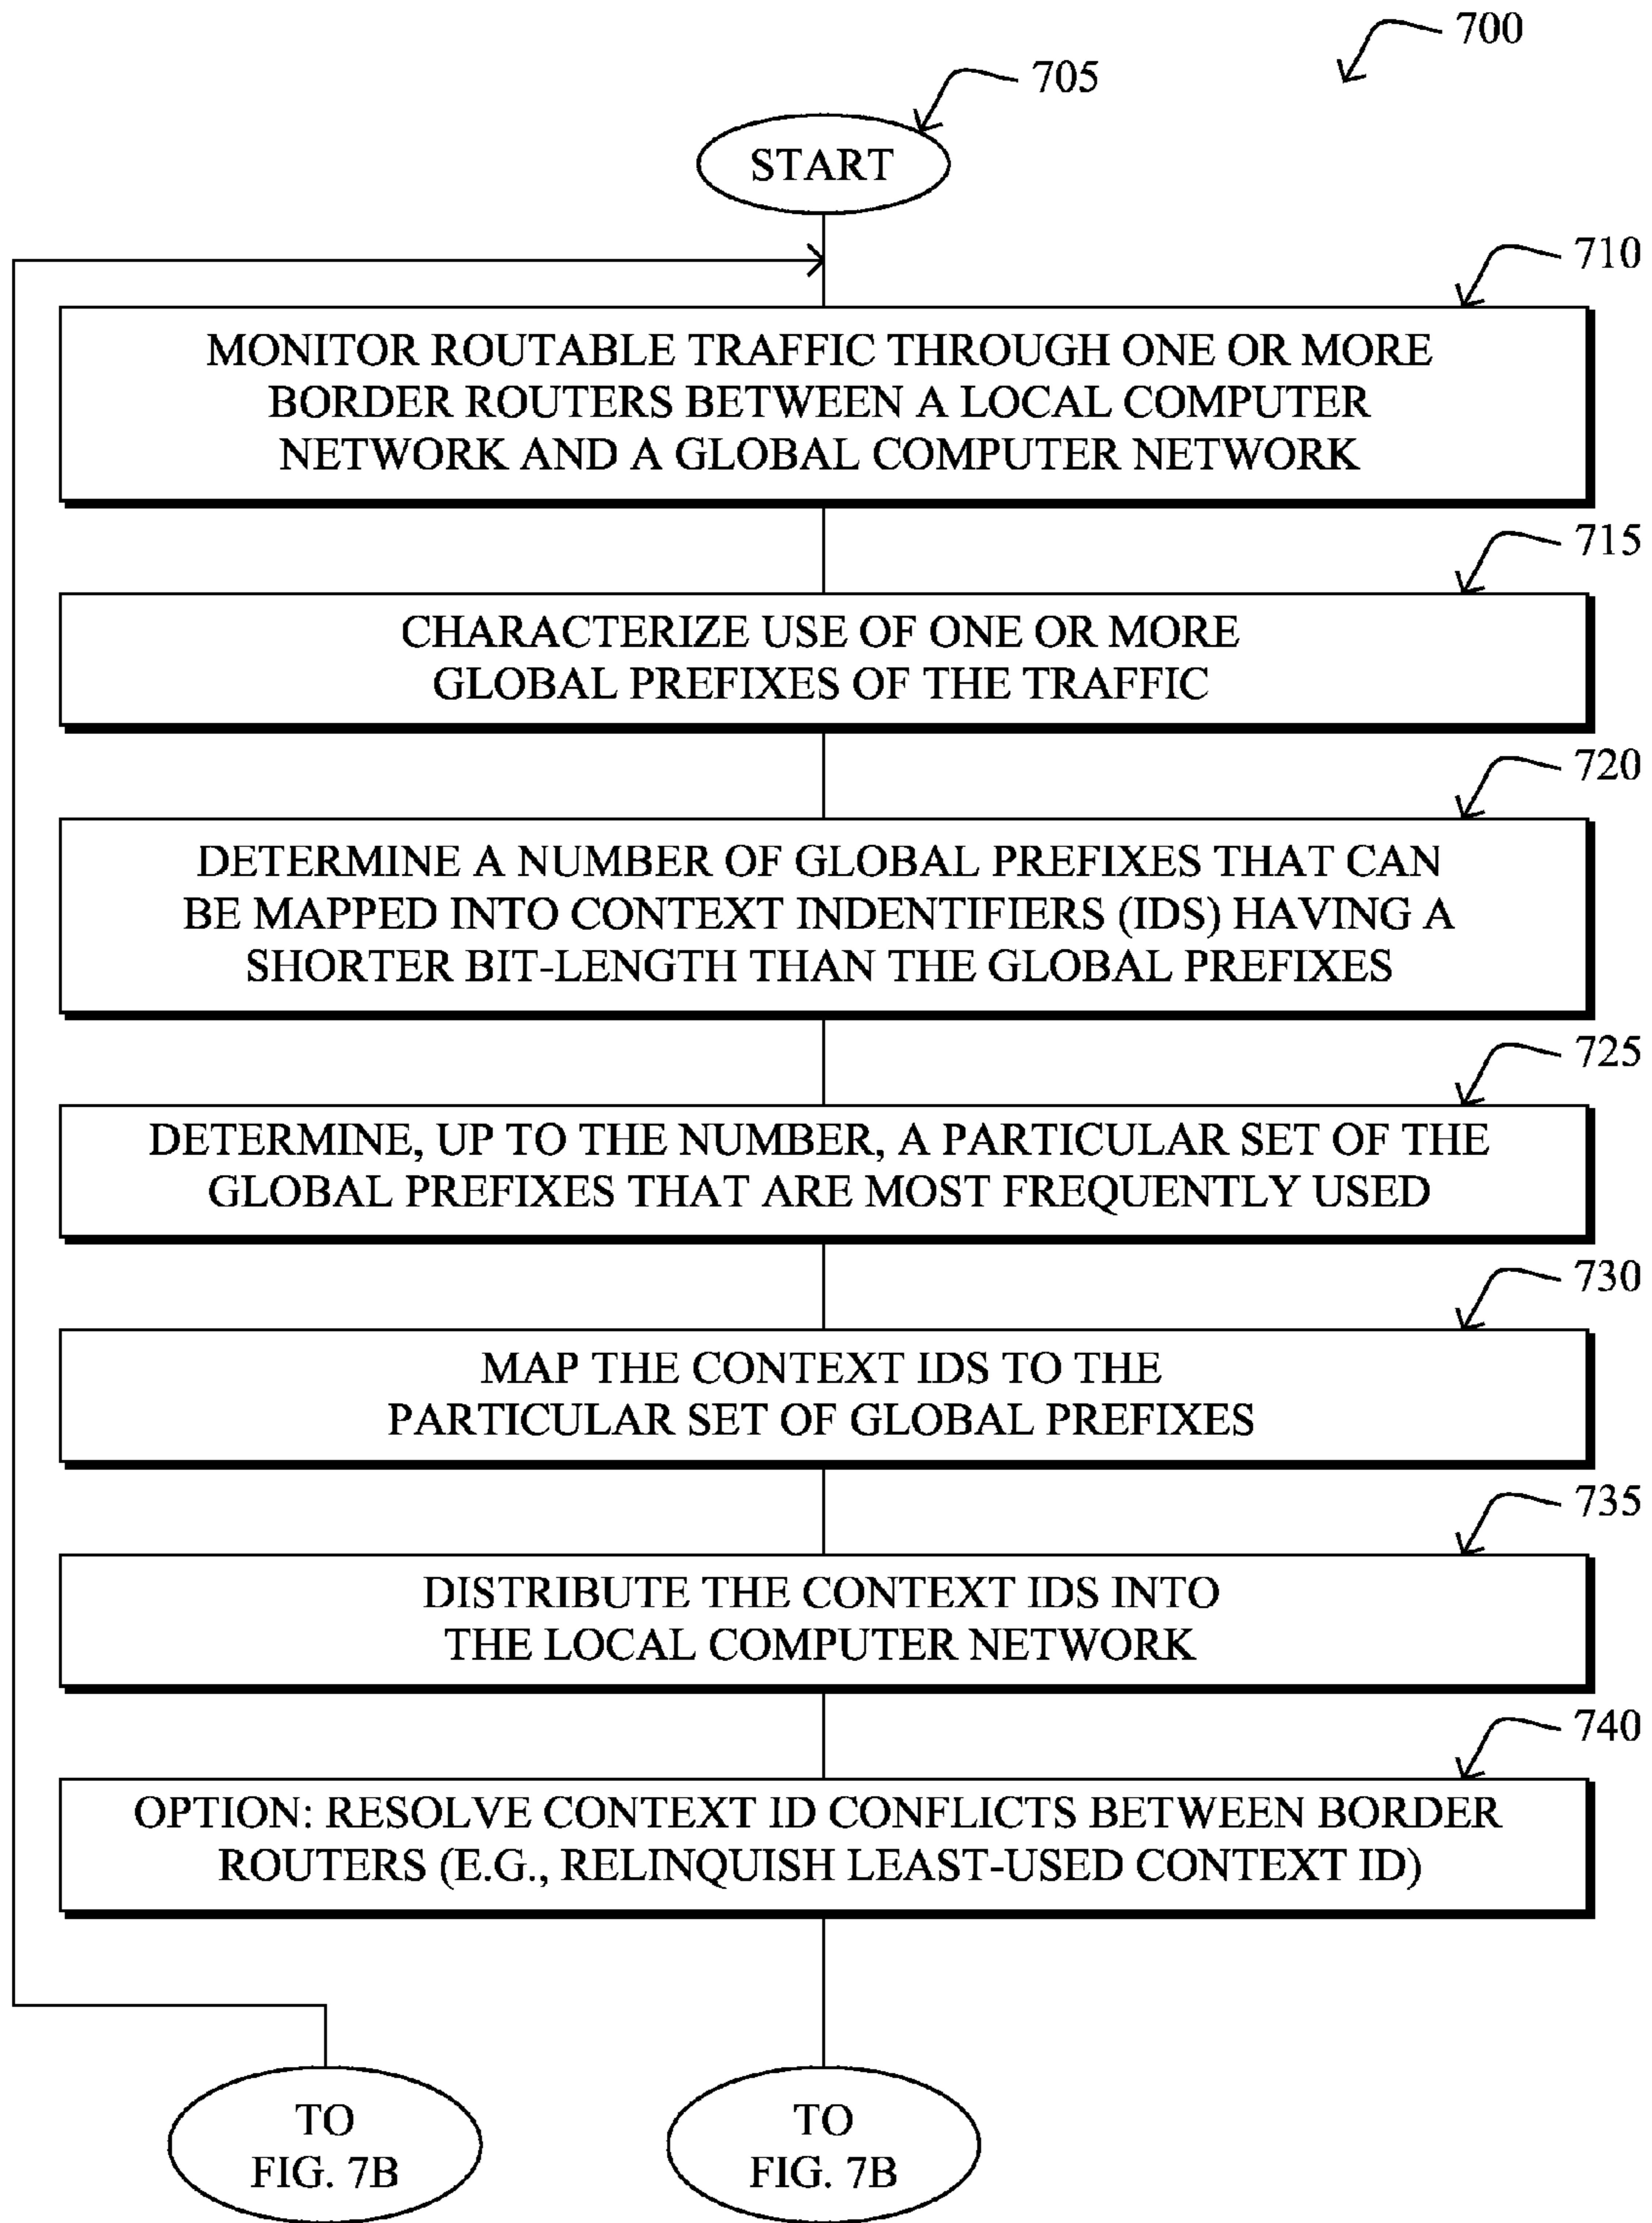 700
705
START
710
MONITOR ROUTABLE TRAFFIC THROUGH ONE OR MORE
BORDER ROUTERS BETWEEN A LOCAL COMPUTER
NETWORK AND A GLOBAL COMPUTER NETWORK
715
CHARACTERIZE USE OF ONE OR MORE
GLOBAL PREFIXES OF THE TRAFFIC
720
DETERMINE A NUMBER OF GLOBAL PREFIXES THAT CAN
BE MAPPED INTO CONTEXT INDENTIFIERS (IDS) HAVING A
SHORTER BIT-LENGTH THAN THE GLOBAL PREFIXES
725
DETERMINE, UP TO THE NUMBER, A PARTICULAR SET OF THE
GLOBAL PREFIXES THAT ARE MOST FREQUENTLY USED
730
MAP THE CONTEXT IDS TO THE
PARTICULAR SET OF GLOBAL PREFIXES
735
DISTRIBUTE THE CONTEXT IDS INTO
THE LOCAL COMPUTER NETWORK
740
OPTION: RESOLVE CONTEXT ID CONFLICTS BETWEEN BORDER
ROUTERS (E.G., RELINQUISH LEAST-USED CONTEXT ID)
TO
FIG. 7B
TO
FIG. 7B